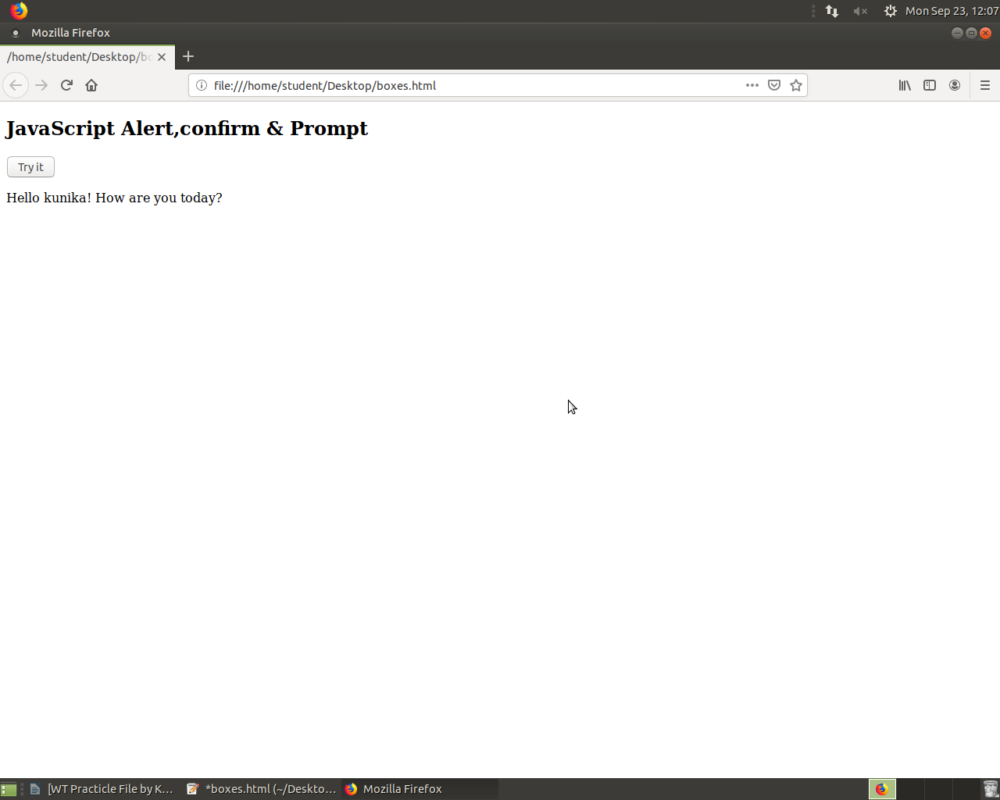 Mon Sep 23, 12:07
Mozilla Firefox
/home/student/Desktop/bo
file:///home/student/Desktop/boxes.html
JavaScript Alert,confirm & Prompt
Try it
Hello kunika! How are you today?
[WT Practicle File by K...
*boxes.html (~/Deskto...
Mozilla Firefox